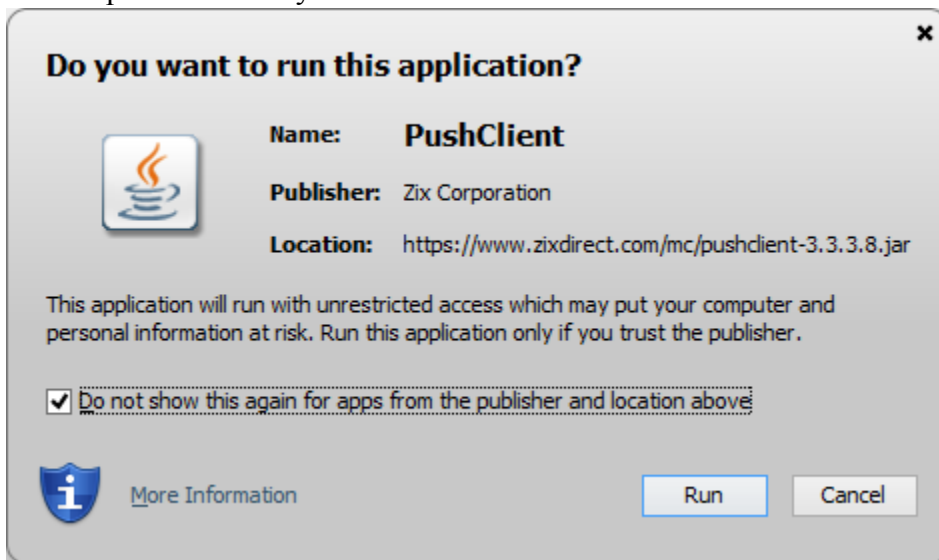 Do you want to run this application?
Name: PushClient
Publisher: Zix Corporation
Location: https://www.zixdirect.com/mc/pushclient-3.3.3.8.jar
This application will run with unrestricted access which may put your computer and
personal information at risk. Run this application only if you trust the publisher.
Do not show this again for apps from the publisher and location above
More Information
Run Cancel